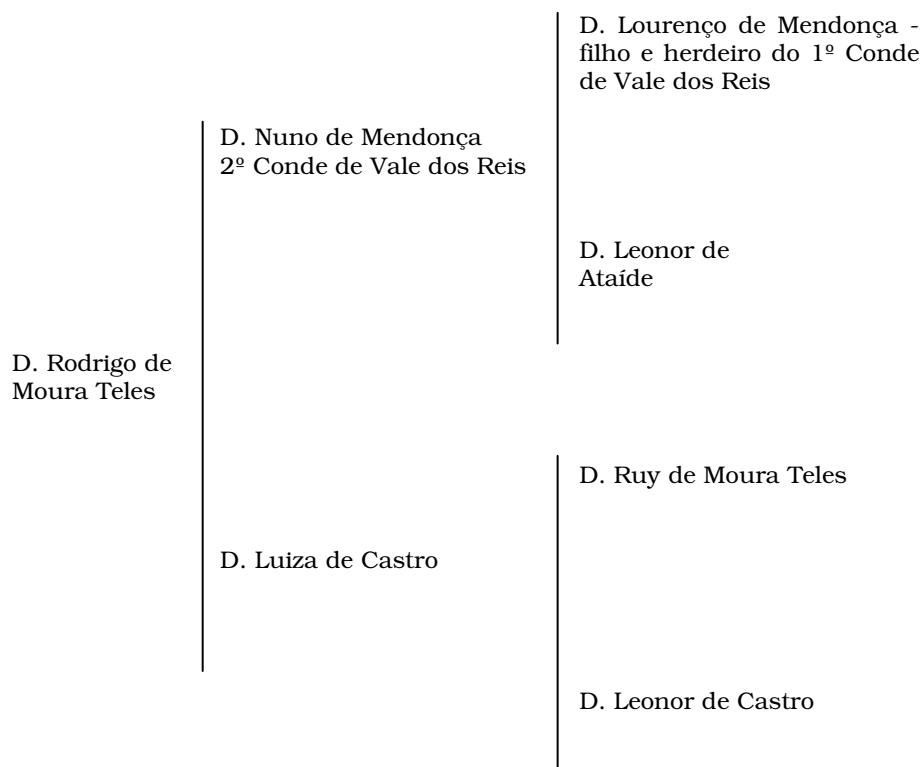 D. Lourenço de Mendonça -
filho e herdeiro do 1º Conde
de Vale dos Reis
D. Nuno de Mendonça
2º Conde de Vale dos Reis
D. Leonor de
Ataíde
D. Rodrigo de
Moura Teles
D. Ruy de Moura Teles
D. Luiza de Castro
D. Leonor de Castro